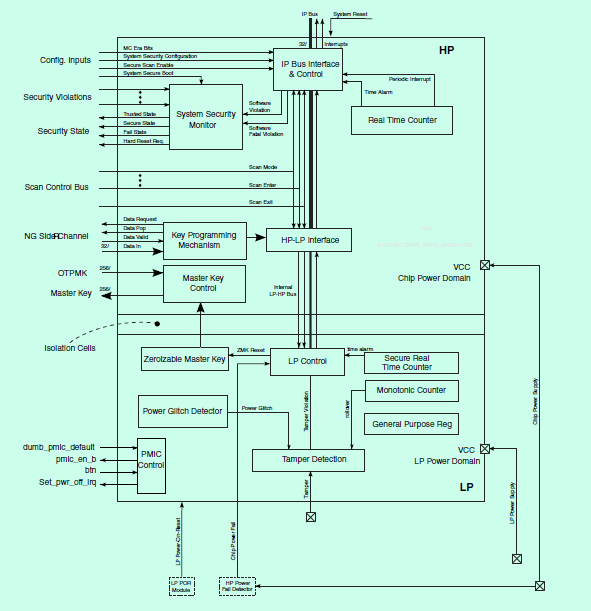 IP Bus
System Reset
HP
MC Era Bits
32/
Interrupts
Config. Inputs
System Security Configuration
Secure Scan Enable
System Secure Boot
IP Bus Interface
& Control
Periodic Interrupt
Time Alarm
Security Violations
System Security
Monitor
Software
Violation
Real Time Counter
Trusted State
Secure State
Security State
Software
Fatal Violation
Fail State
Hard Reset Req.
Scan Mode
Scan Control Bus
Scan Enter
Scan Exit
Data Request
Data Pop
Key Programming
Mechanism
HP-LP Interface
NG Side Channel
Data Valid
32/
Data In
256/
OTPMK
Master Key
Control
VCC
Chip Power Domain
Internal
LP-HP Bus
256/
Master Key
Isolation Cells
Zeroizable Master Key
ZMK Reset
LP Control
time alarm
Secure Real
Time Counter
Monotonic Counter
Tamper Violation
rollover
Power Glitch Detector
Power Glitch
General Purpose Reg
Chip Power Supply
dumb_pmic_default
pmic_en_b
btn
Set_pwr_off_irq
PMIC
Control
Tamper Detection
VCC
LP Power Domain
LP
Tamper
LP Power-On-Reset
Chip Power Fail
LP Power Supply
LP POR
Module
HP Power
Fail Detector